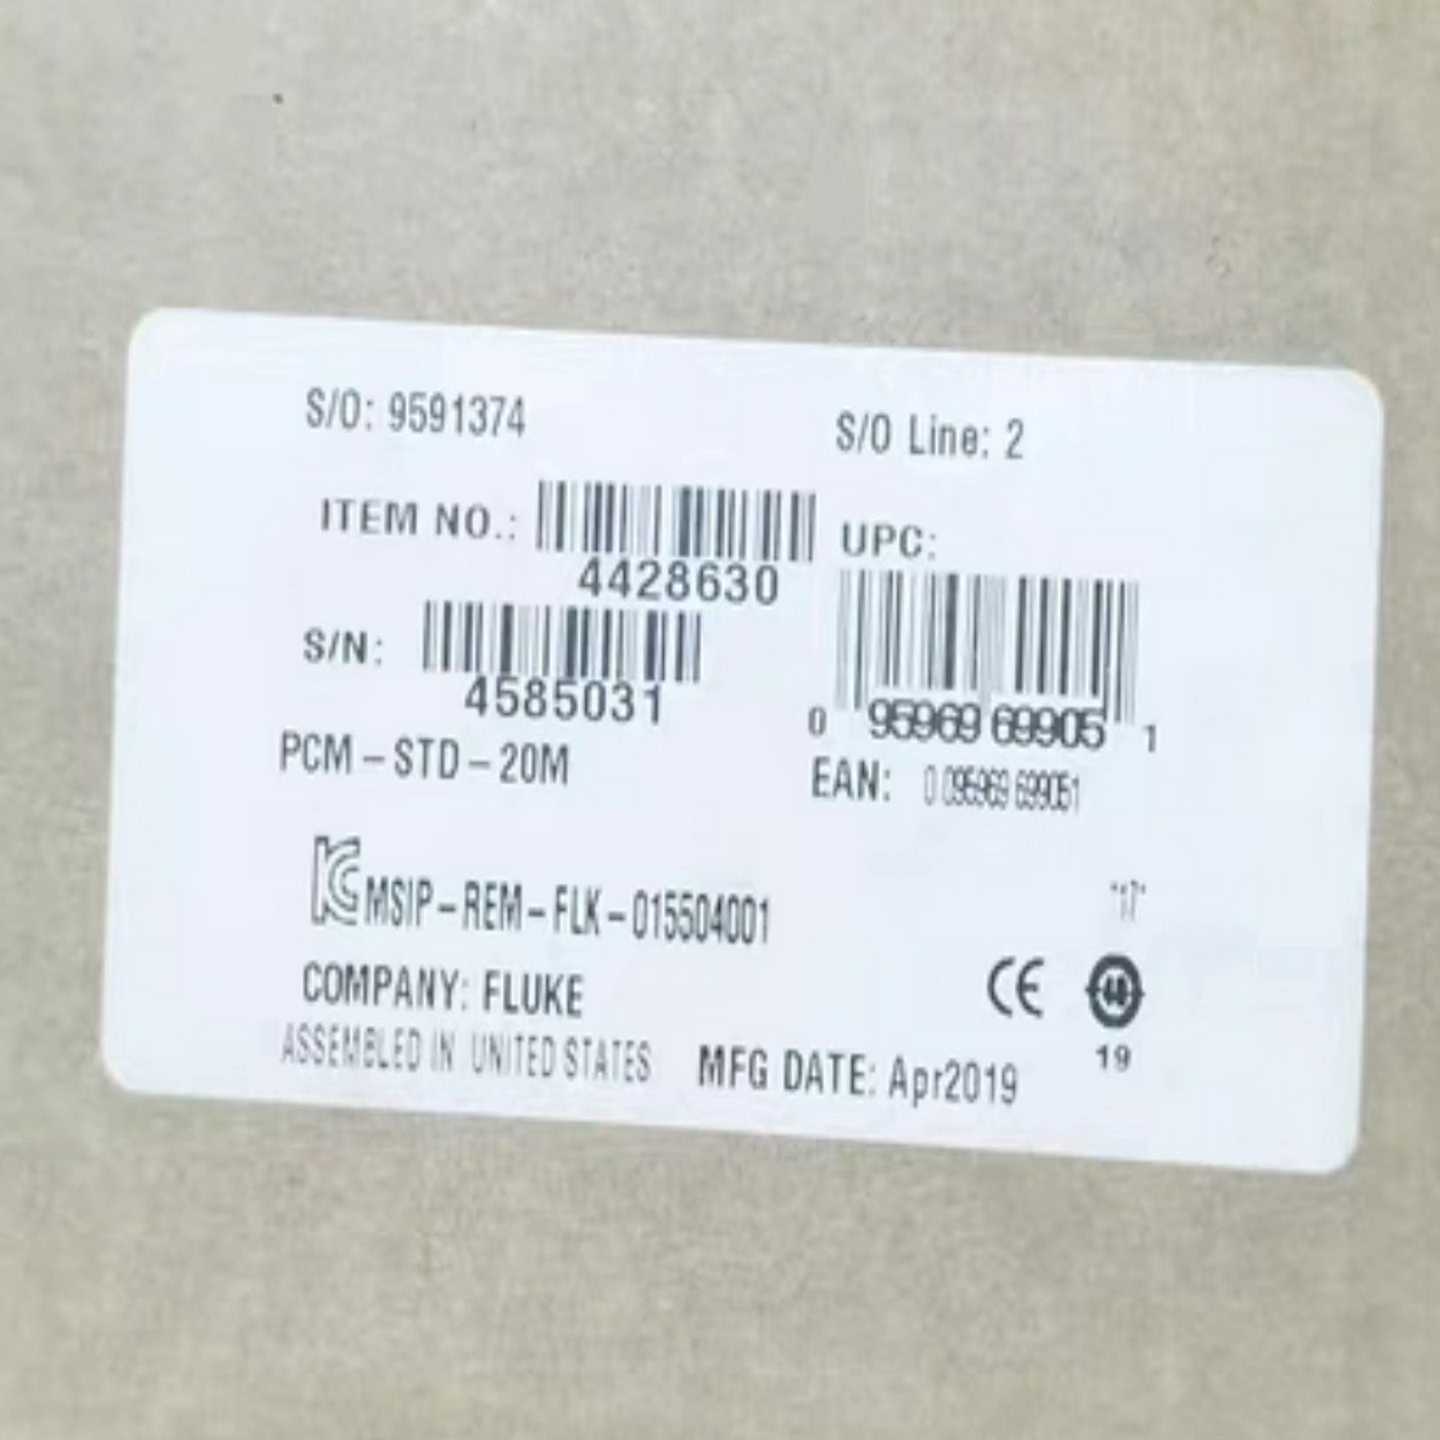 S/O: 9591374
S/O Line: 2
ITEM NO.:
4428630
UPC:
S/N:
4585031
0 95969 69905 1
PCM-STD-20M
EAN: 0 095969 699051
MSIP-REM-FLK-015504001
COMPANY: FLUKE
CE
ASSEMBLED IN UNITED STATES
MFG DATE: Apr2019
19